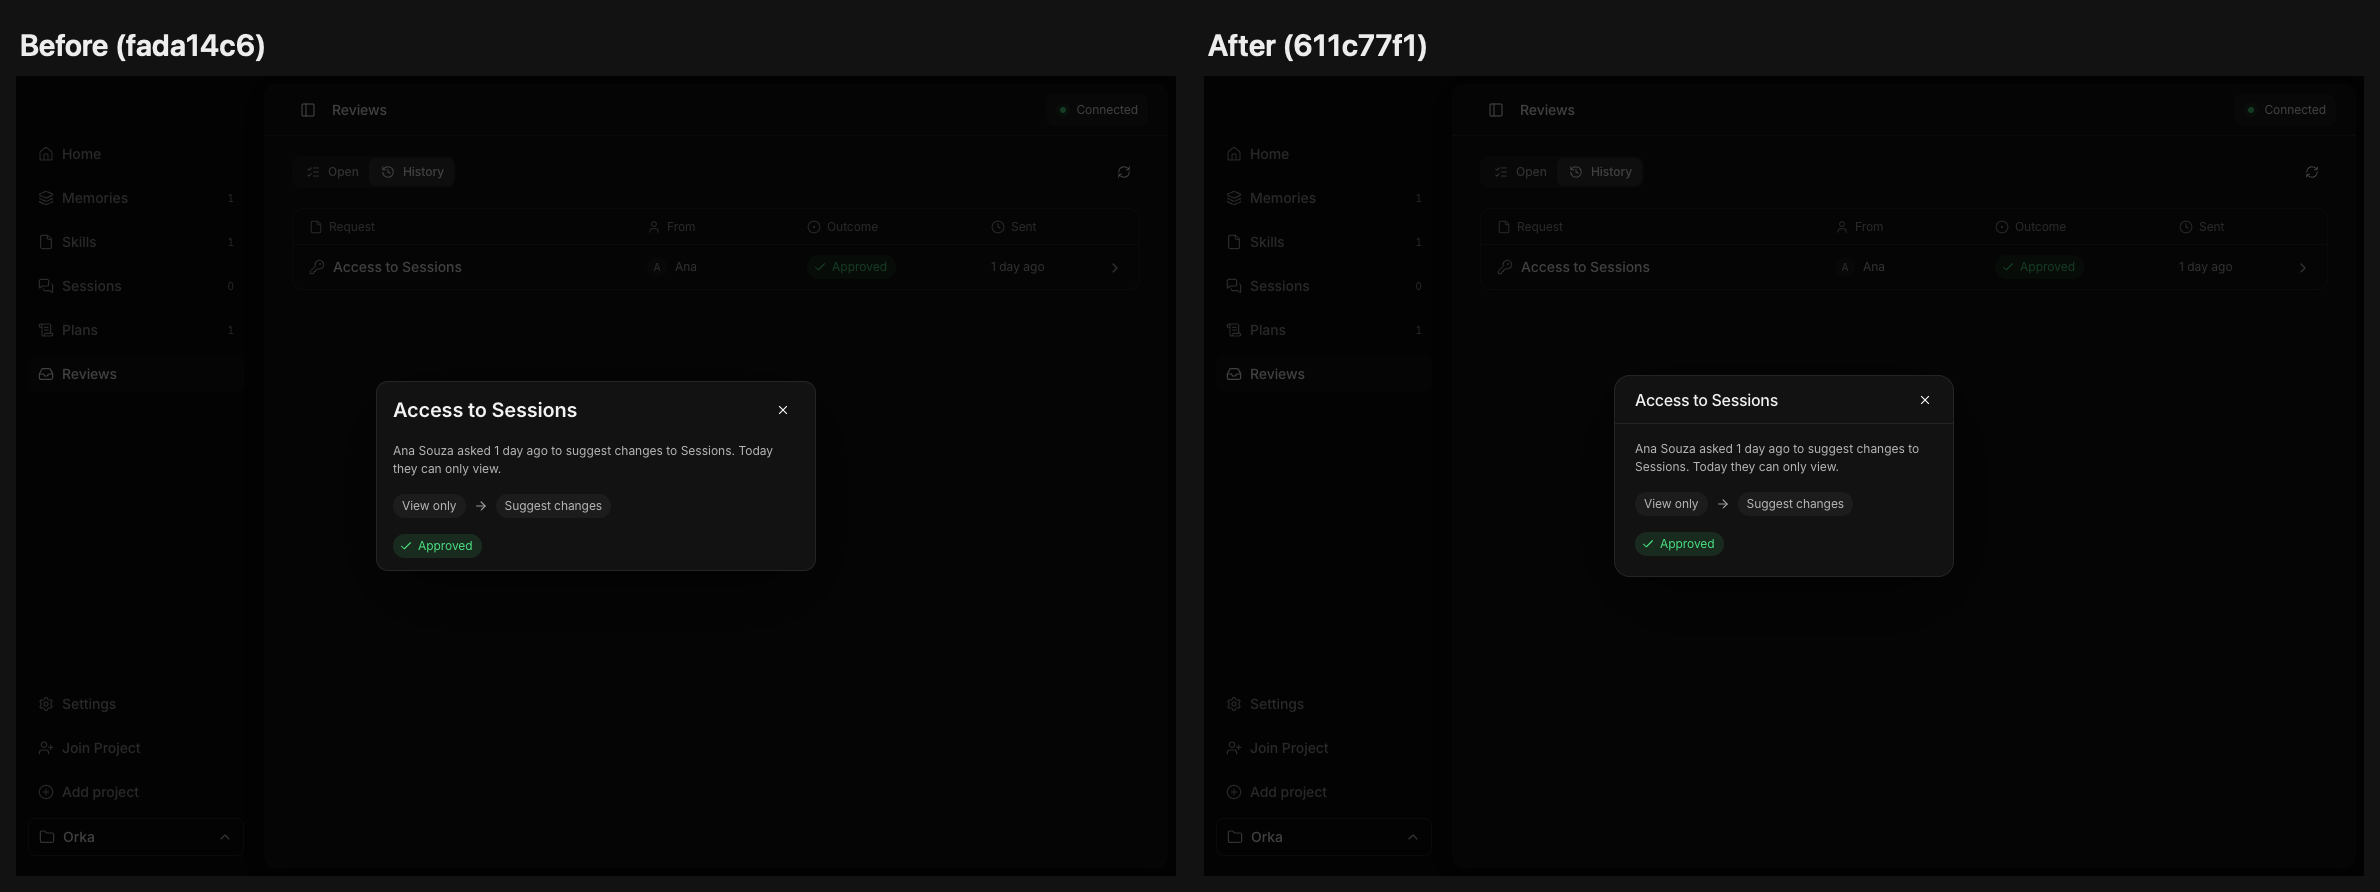 Before (fada14c6)
Reviews
Connected
Home
Memories 1
Skills 1
Sessions 0
Plans 1
Reviews
Open
History
Request From Outcome Sent
Access to Sessions A Ana Approved 1 day ago
Access to Sessions
Ana Souza asked 1 day ago to suggest changes to Sessions. Today
they can only view.
View only → Suggest changes
Approved
Settings
Join Project
Add project
Orka
After (611c77f1)
Reviews
Connected
Home
Memories 1
Skills 1
Sessions 0
Plans 1
Reviews
Open
History
Request From Outcome Sent
Access to Sessions A Ana Approved 1 day ago
Access to Sessions
Ana Souza asked 1 day ago to suggest changes to
Sessions. Today they can only view.
View only → Suggest changes
Approved
Settings
Join Project
Add project
Orka